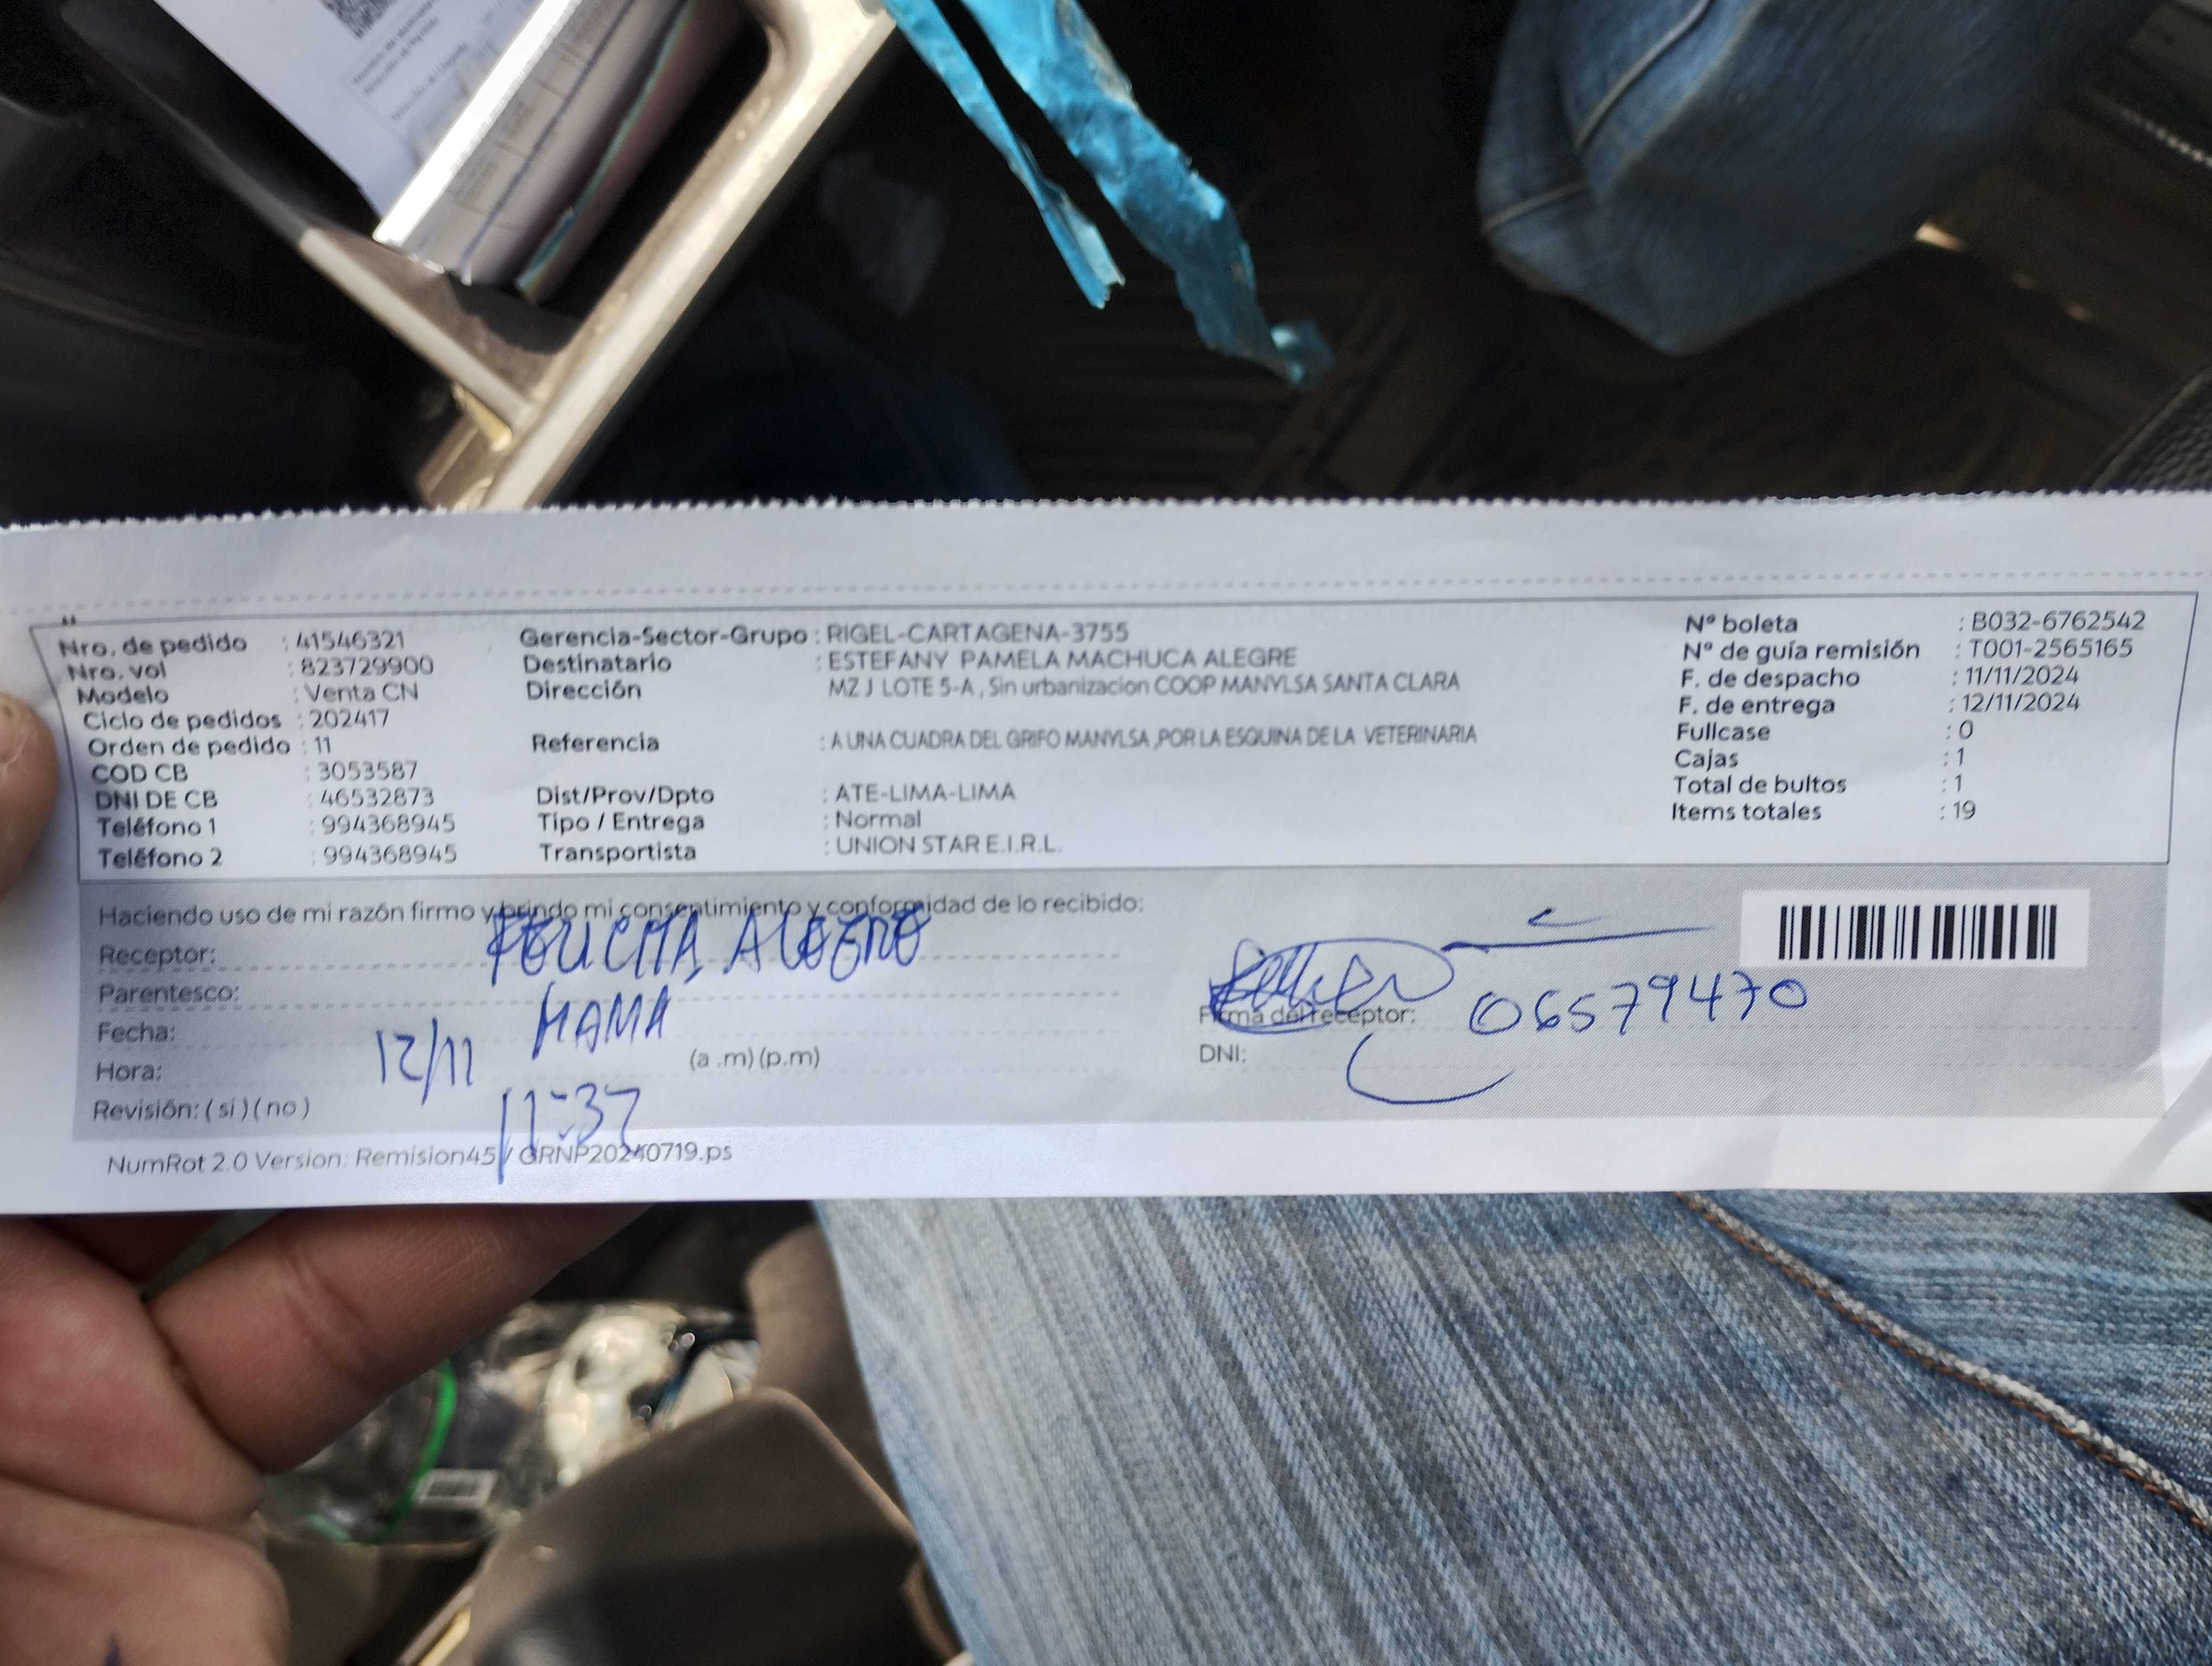 Nro. de pedido : 41546321
Nro. vol : 823729900
Modelo : Venta CN
Ciclo de pedidos : 202417
Orden de pedido : 11
COD CB : 3053587
DNI DE CB : 46532873
Teléfono 1 : 994368945
Teléfono 2 : 994368945
Gerencia-Sector-Grupo : RIGEL-CARTAGENA-3755
Destinatario : ESTEFANY PAMELA MACHUCA ALEGRE
Dirección MZ J LOTE 5-A , Sin urbanizacion COOP MANYLSA SANTA CLARA
Referencia : A UNA CUADRA DEL GRIFO MANYLSA ,POR LA ESQUINA DE LA VETERINARIA
Dist/Prov/Dpto : ATE-LIMA-LIMA
Tipo / Entrega : Normal
Transportista : UNION STAR E.I.R.L.
Nº boleta : B032-6762542
Nº de guía remisión : T001-2565165
F. de despacho : 11/11/2024
F. de entrega : 12/11/2024
Fullcase : 0
Cajas : 1
Total de bultos : 1
Items totales : 19
Haciendo uso de mi razón firmo y brindo mi consentimiento y conformidad de lo recibido:
Receptor: FELICITA ALEGRE
Parentesco: MAMA
Fecha: 12/11
Hora: 11:37 (a .m) (p.m)
Revisión: ( si ) ( no )
Firma del receptor:
DNI: 06579470
NumRot 2.0 Version: Remision45 / GRNP20240719.ps